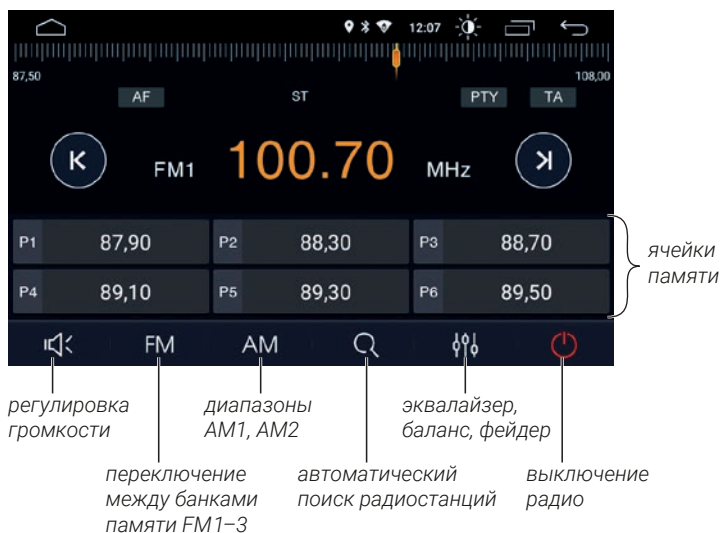 12:07
87,50
108,00
AF
ST
PTY
TA
FM1 100.70 MHz
P1 87,90
P2 88,30
P3 88,70
P4 89,10
P5 89,30
P6 89,50
ячейки
памяти
FM
AM
регулировка
громкости
диапазоны
АМ1, АМ2
эквалайзер,
баланс, фейдер
переключение
между банками
памяти FM1–3
автоматический
поиск радиостанций
выключение
радио